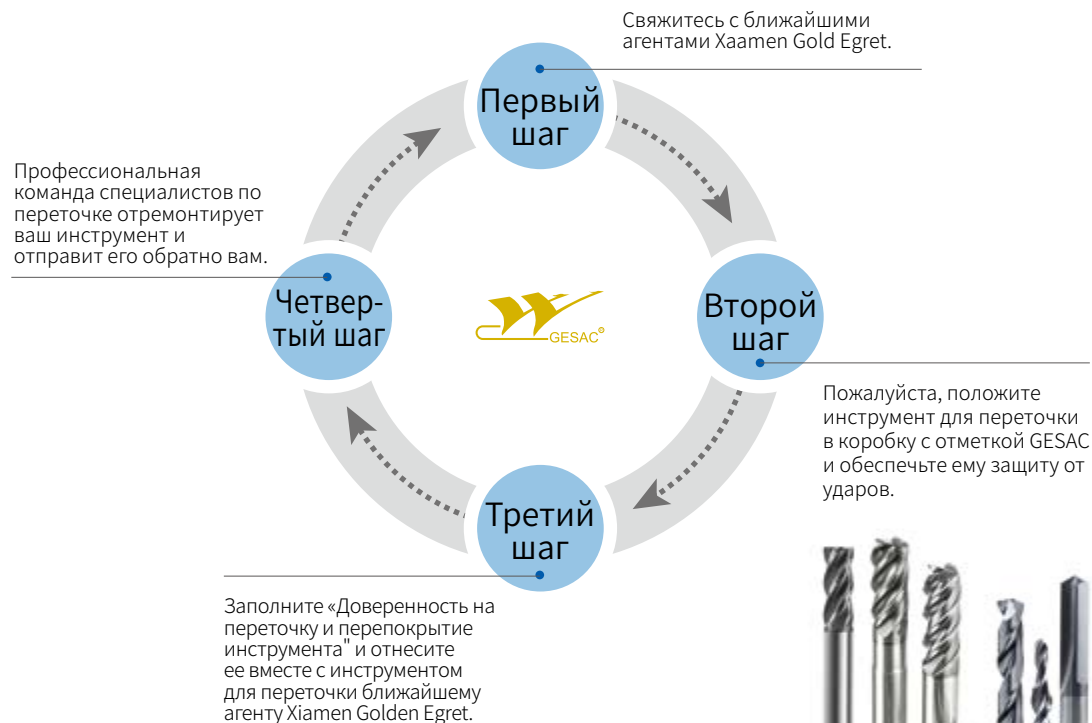 Свяжитесь с ближайшими
агентами Xaamen Gold Egret.
Первый
шаг
Профессиональная
команда специалистов по
переточке отремонтирует
ваш инструмент и
отправит его обратно вам.
Четвер-
тый шаг
GESAC®
Второй
шаг
Пожалуйста, положите
инструмент для переточки
в коробку с отметкой GESAC
и обеспечьте ему защиту от
ударов.
Третий
шаг
Заполните «Доверенность на
переточку и перепокрытие
инструмента" и отнесите
ее вместе с инструментом
для переточки ближайшему
агенту Xiamen Golden Egret.